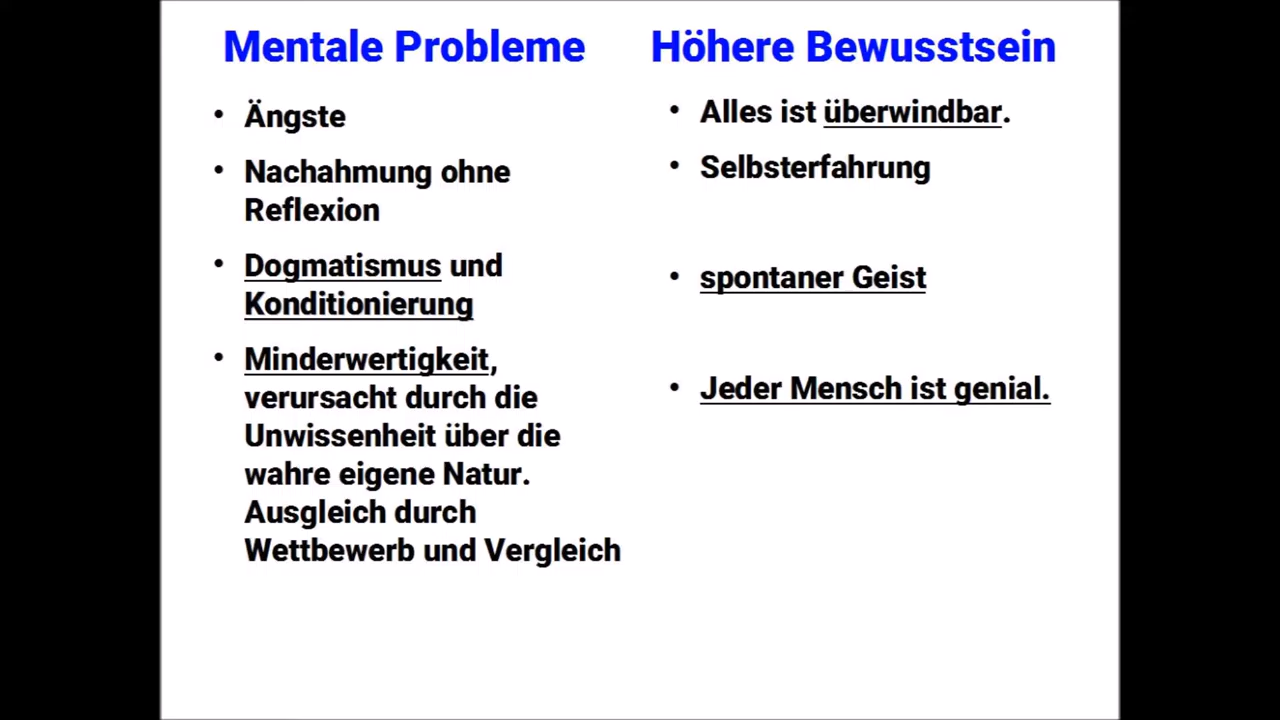 Mentale Probleme
• Ängste
• Nachahmung ohne
Reflexion
• Dogmatismus und
Konditionierung
• Minderwertigkeit,
verursacht durch die
Unwissenheit über die
wahre eigene Natur.
Ausgleich durch
Wettbewerb und Vergleich
Höhere Bewusstsein
• Alles ist überwindbar.
• Selbsterfahrung
• spontaner Geist
• Jeder Mensch ist genial.